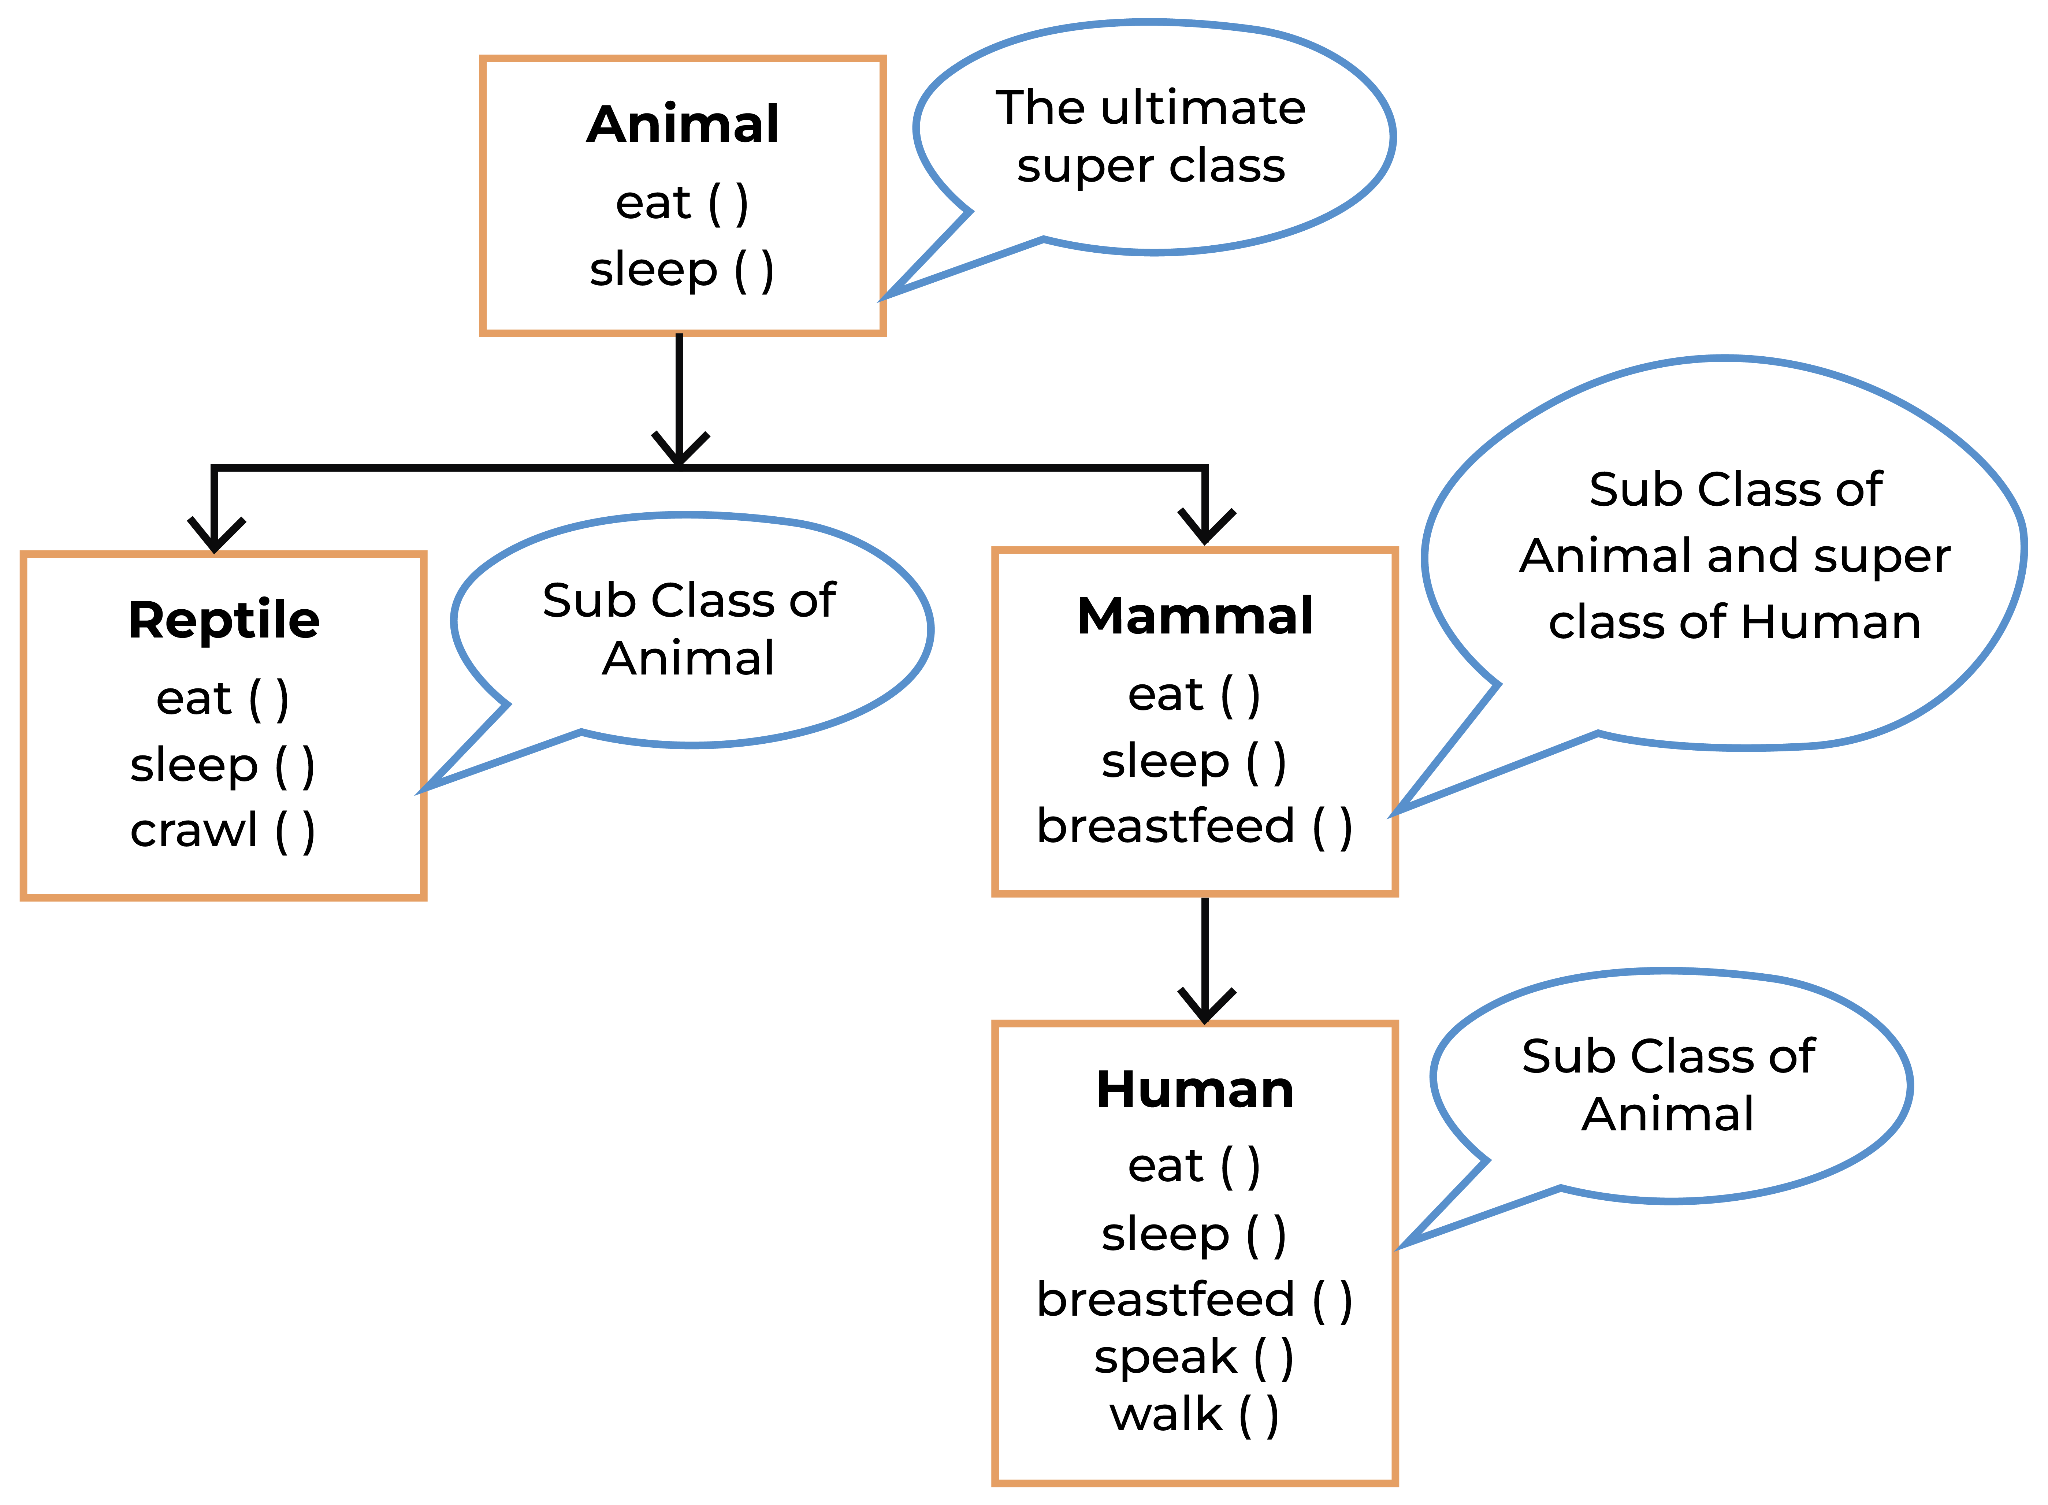 Animal
eat ( )
sleep ( )
The ultimate
super class
Reptile
eat ( )
sleep ( )
crawl ( )
Sub Class of
Animal
Mammal
eat ( )
sleep ( )
breastfeed ( )
Sub Class of
Animal and super
class of Human
Human
eat ( )
sleep ( )
breastfeed ( )
speak ( )
walk ( )
Sub Class of
Animal